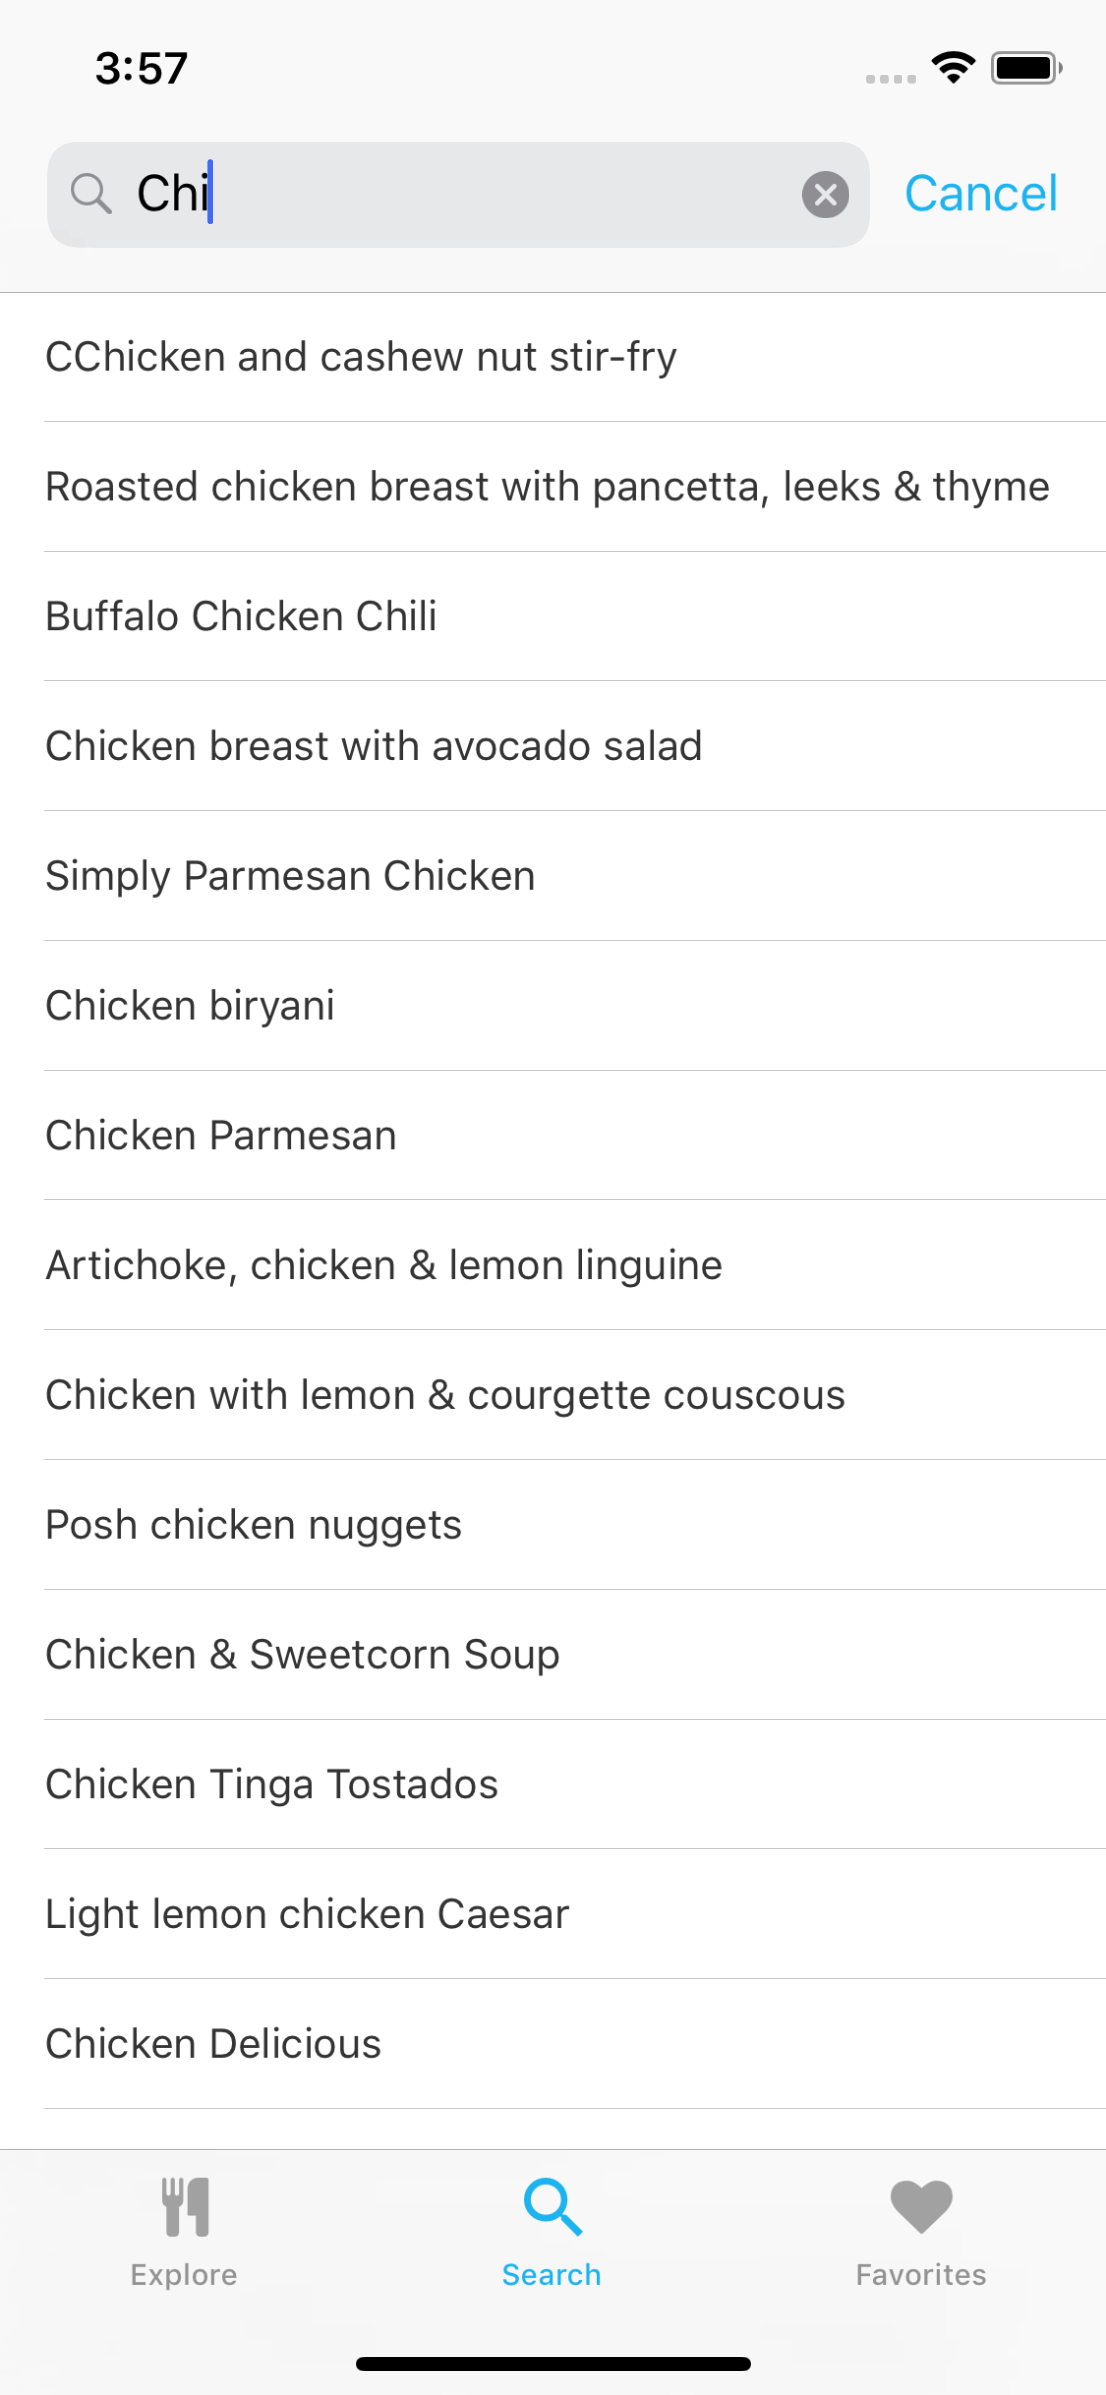 3:57
Chi
Cancel
CChicken and cashew nut stir-fry
Roasted chicken breast with pancetta, leeks & thyme
Buffalo Chicken Chili
Chicken breast with avocado salad
Simply Parmesan Chicken
Chicken biryani
Chicken Parmesan
Artichoke, chicken & lemon linguine
Chicken with lemon & courgette couscous
Posh chicken nuggets
Chicken & Sweetcorn Soup
Chicken Tinga Tostados
Light lemon chicken Caesar
Chicken Delicious
Explore
Search
Favorites